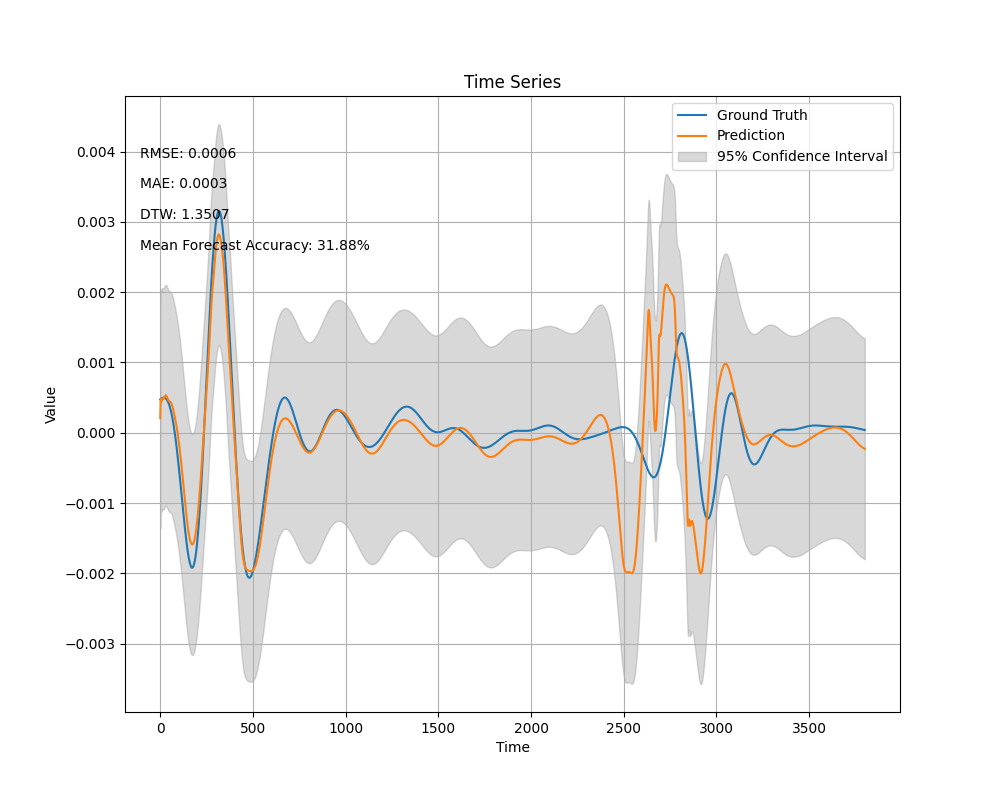 Time Series
Ground Truth
Prediction
95% Confidence Interval
RMSE: 0.0006
MAE: 0.0003
DTW: 1.3507
Mean Forecast Accuracy: 31.88%
Value
0.004
0.003
0.002
0.001
0.000
−0.001
−0.002
−0.003
0 500 1000 1500 2000 2500 3000 3500
Time